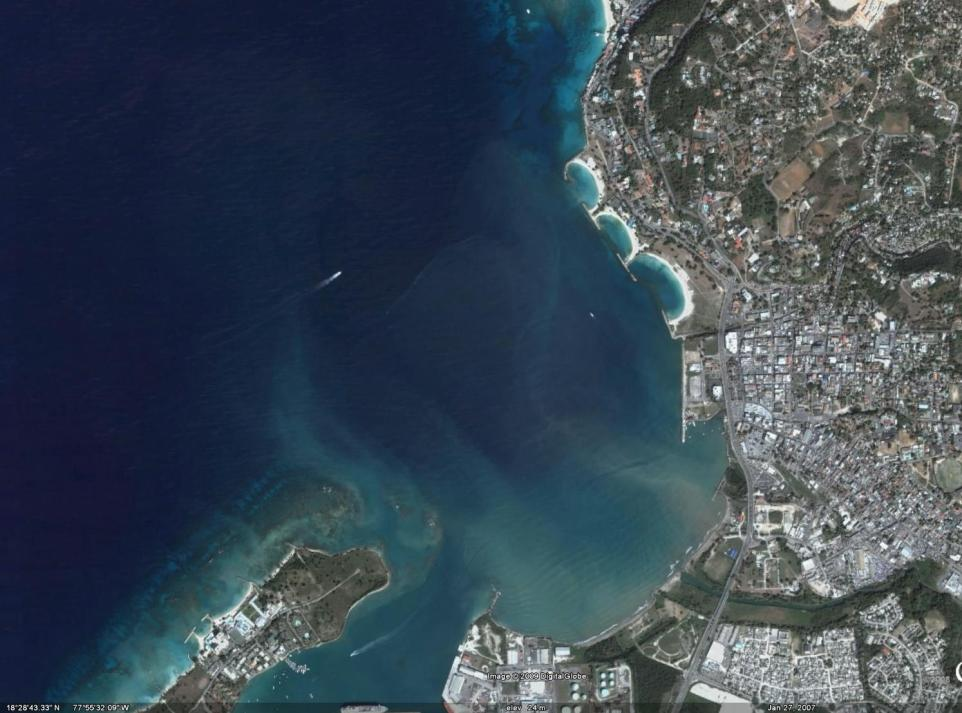 Image © 2009 DigitalGlobe
18°28'43.33" N 77°55'32.09" W elev 24 m Jan 27, 2007